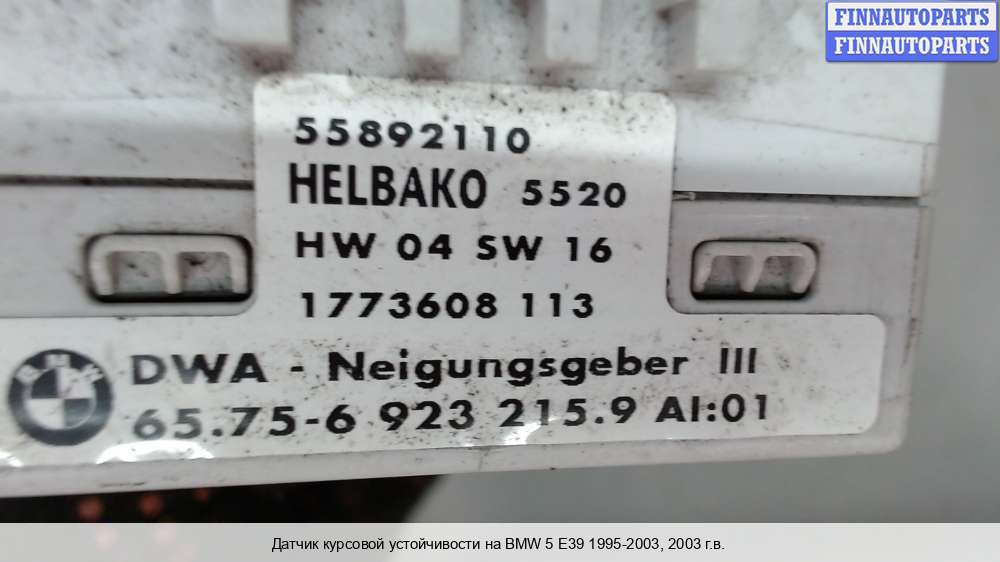 FINNAUTOPARTS
FINNAUTOPARTS
55892110
HELBAKO 5520
HW 04 SW 16
1773608 113
BMW
DWA - Neigungsgeber III
65.75-6 923 215.9 AI:01
Датчик курсовой устойчивости на BMW 5 E39 1995-2003, 2003 г.в.